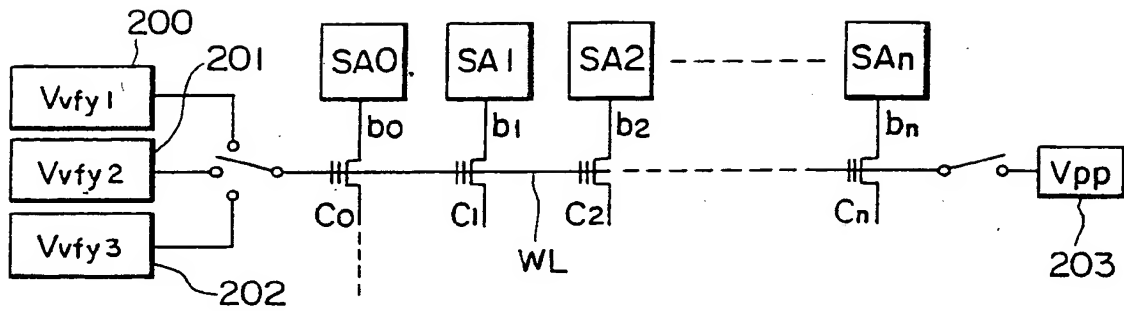 200
201
202
Vvfy1
Vvfy2
Vvfy3
SA0
SA1
SA2
SAn
b0
b1
b2
bn
C0
C1
C2
Cn
WL
Vpp
203